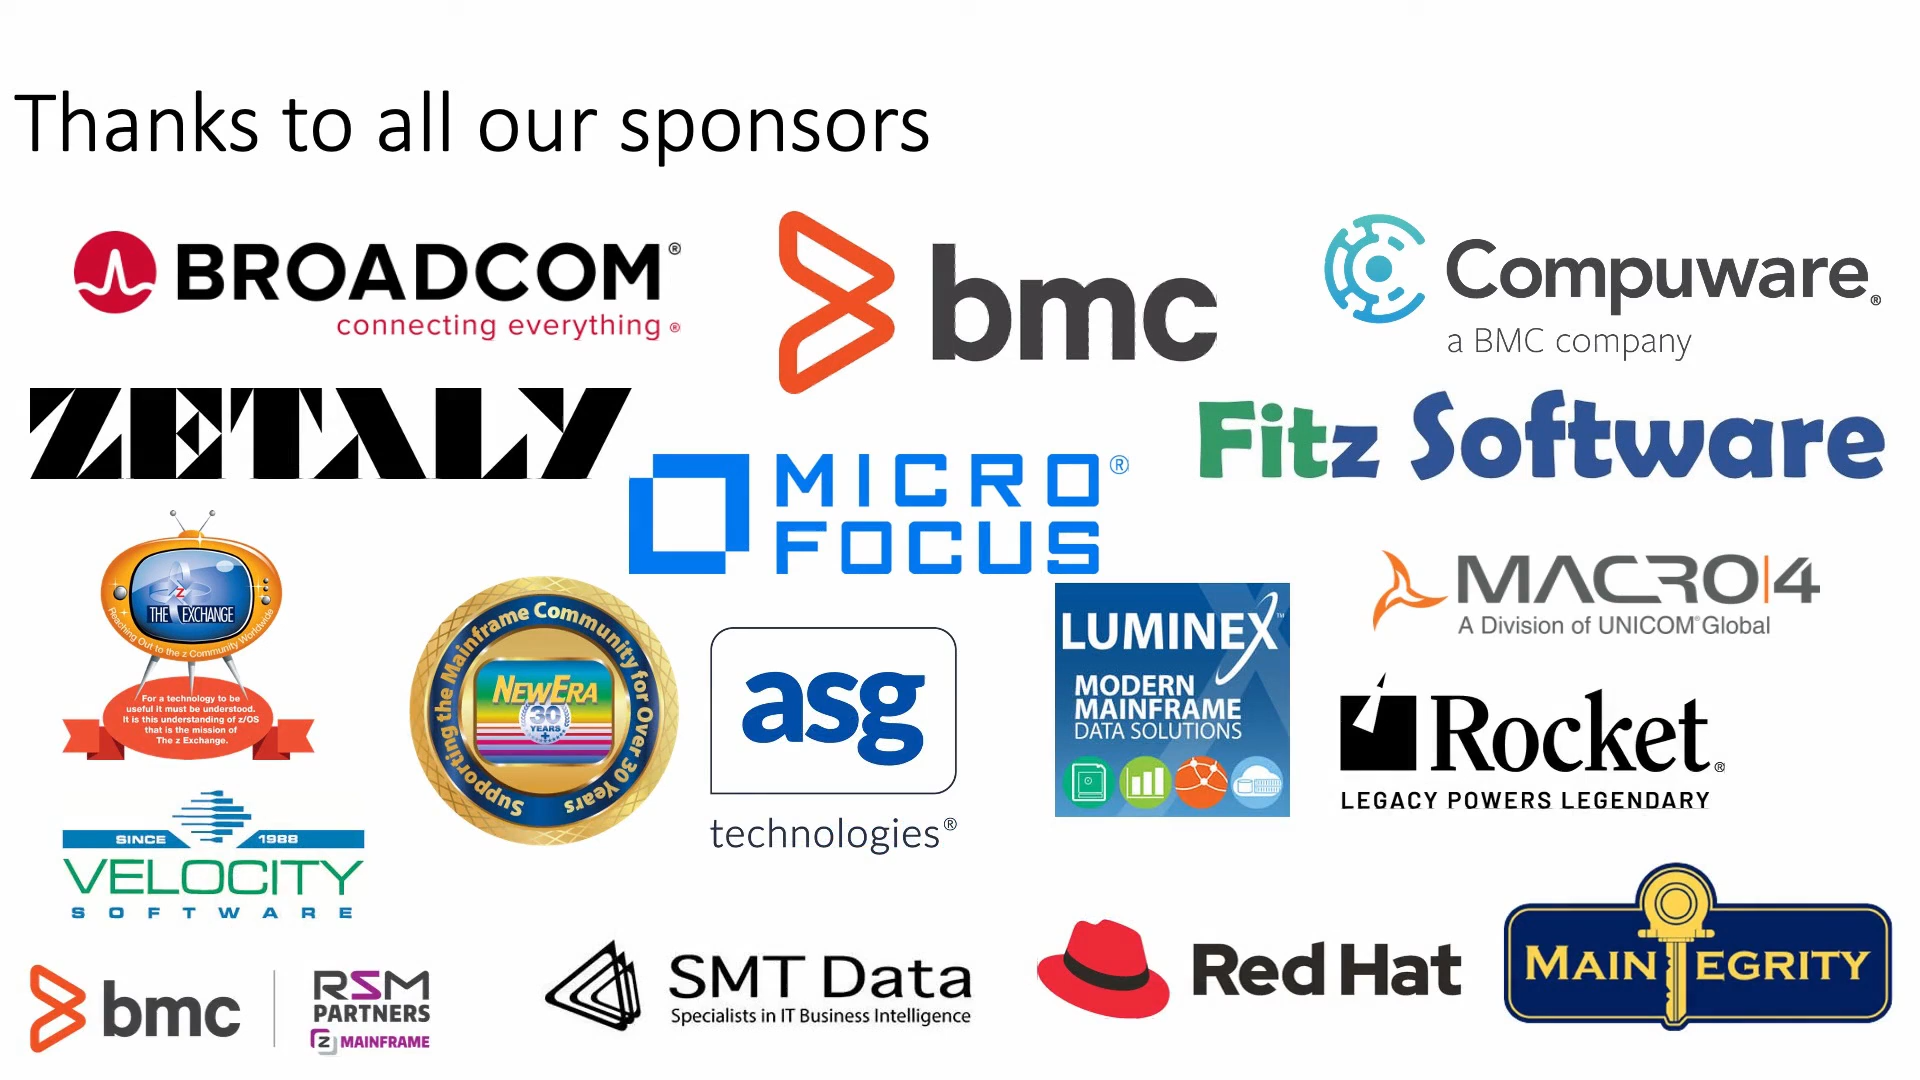 Thanks to all our sponsors
BROADCOM®
connecting everything®
bmc
Compuware®
a BMC company
ZETALY
MICRO®
FOCUS
Fitz Software
THE Z EXCHANGE
Reaching Out to the z Community Worldwide
For a technology to be
useful it must be understood.
It is this understanding of z/OS
that is the mission of
The z Exchange.
Supporting the Mainframe Community for Over 30 Years
NEWERA
30
YEARS
+
asg
technologies®
LUMINEX™
MODERN
MAINFRAME
DATA SOLUTIONS
MACRO|4
A Division of UNICOM® Global
Rocket®
LEGACY POWERS LEGENDARY
SINCE 1988
VELOCITY
SOFTWARE
bmc
RSM
PARTNERS
Z MAINFRAME
SMT Data
Specialists in IT Business Intelligence
Red Hat
MAINTEGRITY